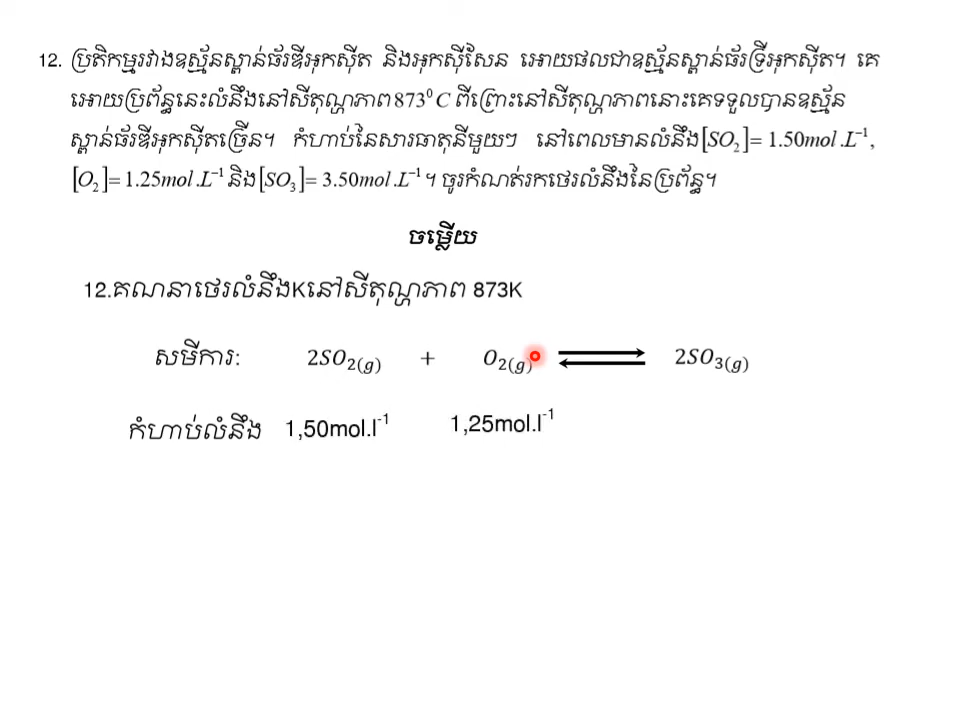 12. ប្រតិកម្មរវាងឧស្ម័នស្ពាន់ធ័រឌីអុកស៊ីត និងអុកស៊ីសែន អោយផលជាឧស្ម័នស្ពាន់ធ័រទ្រីអុកស៊ីត។ គេ
អោយប្រព័ន្ធនេះលំនឹងនៅសីតុណ្ហភាព 873⁰ C ពីព្រោះនៅសីតុណ្ហភាពនោះគេទទួលបានឧស្ម័ន
ស្ពាន់ធ័រឌីអុកស៊ីតច្រើន។ កំហាប់នៃសារធាតុនីមួយៗ នៅពេលមានលំនឹង [SO₂]= 1.50mol .L⁻¹,
[O₂]= 1.25mol .L⁻¹ និង [SO₃]= 3.50mol .L⁻¹ ។ ចូរកំណត់រកថេរលំនឹងនៃប្រព័ន្ធ។
ចម្លើយ
12.គណនាថេរលំនឹងKនៅសីតុណ្ហភាព 873K
សមីការ: 2SO₂(g) + O₂(g) ⇌ 2SO₃(g)
កំហាប់លំនឹង 1,50mol.l⁻¹ 1,25mol.l⁻¹